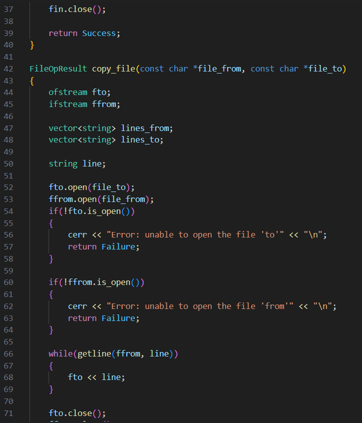 37 fin.close();
38
39 return Success;
40 }
41
42 FileOpResult copy_file(const char *file_from, const char *file_to)
43 {
44 ofstream fto;
45 ifstream ffrom;
46
47 vector<string> lines_from;
48 vector<string> lines_to;
49
50 string line;
51
52 fto.open(file_to);
53 ffrom.open(file_from);
54 if(!fto.is_open())
55 {
56 cerr << "Error: unable to open the file 'to'" << "\n";
57 return Failure;
58 }
59
60 if(!ffrom.is_open())
61 {
62 cerr << "Error: unable to open the file 'from'" << "\n";
63 return Failure;
64 }
65
66 while(getline(ffrom, line))
67 {
68 fto << line;
69 }
70
71 fto.close();